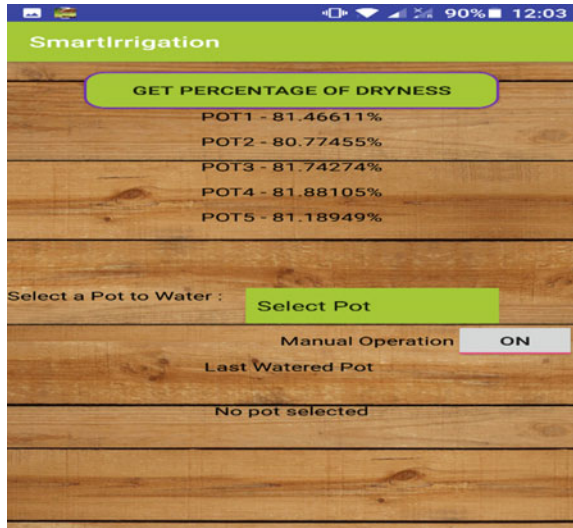 90% 12:03
SmartIrrigation
GET PERCENTAGE OF DRYNESS
POT1 - 81.46611%
POT2 - 80.77455%
POT3 - 81.74274%
POT4 - 81.88105%
POT5 - 81.18949%
Select a Pot to Water :
Select Pot
Manual Operation ON
Last Watered Pot
No pot selected